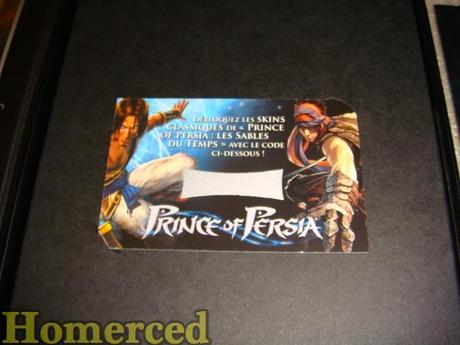 DÉBLOQUEZ LES SKINS
CLASSIQUES DE « PRINCE
OF PERSIA : LES SABLES
DU TEMPS » AVEC LE CODE
CI-DESSOUS !
PRINCE OF PERSIA
Homerced